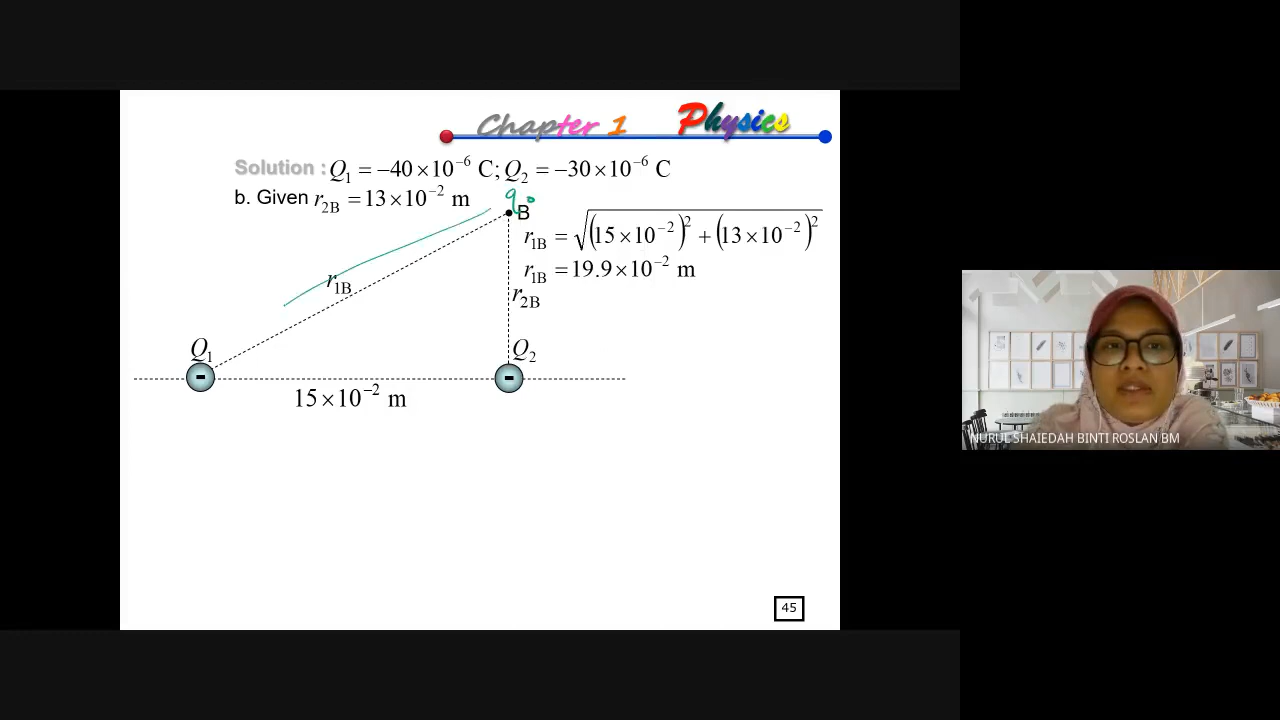 Chapter 1 Physics
Solution : Q₁ = −40×10⁻⁶ C; Q₂ = −30×10⁻⁶ C
b. Given r₂B = 13×10⁻² m
q₀
B
r₁B = √((15×10⁻²)² + (13×10⁻²)²)
r₁B = 19.9×10⁻² m
r₁B
r₂B
Q₁
Q₂
- -
15×10⁻² m
NURUL SHAIEDAH BINTI ROSLAN BM
45